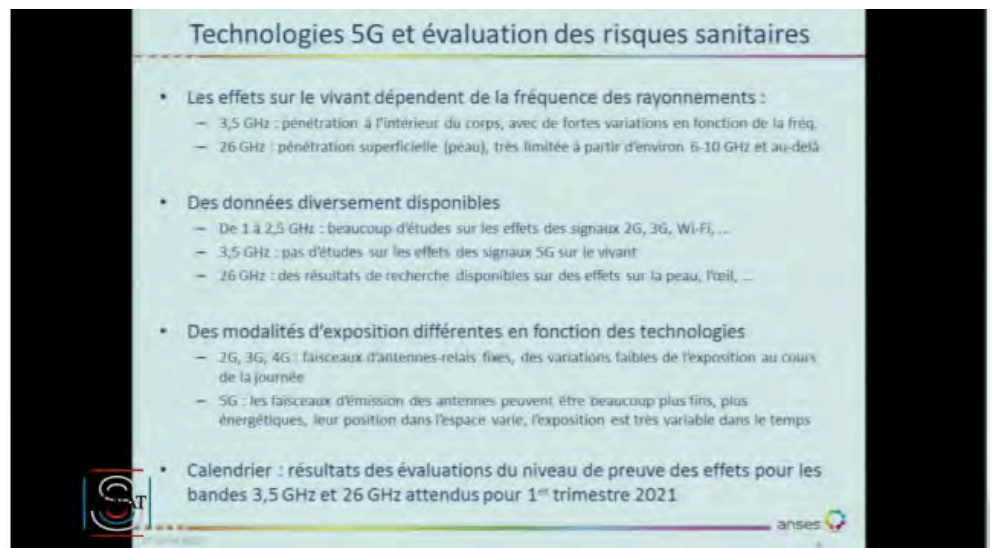 Technologies 5G et évaluation des risques sanitaires
• Les effets sur le vivant dépendent de la fréquence des rayonnements :
– 3,5 GHz : pénétration à l'intérieur du corps, avec de fortes variations en fonction de la fréq.
– 26 GHz : pénétration superficielle (peau), très limitée à partir d'environ 6-10 GHz et au-delà
• Des données diversement disponibles
– De 1 à 2,5 GHz : beaucoup d'études sur les effets des signaux 2G, 3G, Wi-Fi, ...
– 3,5 GHz : pas d'études sur les effets des signaux 5G sur le vivant
– 26 GHz : des résultats de recherche disponibles sur des effets sur la peau, l'œil, ...
• Des modalités d'exposition différentes en fonction des technologies
– 2G, 3G, 4G : faisceaux d'antennes-relais fixes, des variations faibles de l'exposition au cours
de la journée
– 5G : les faisceaux d'émission des antennes peuvent être beaucoup plus fins, plus
énergétiques, leur position dans l'espace varie, l'exposition est très variable dans le temps
• Calendrier : résultats des évaluations du niveau de preuve des effets pour les
bandes 3,5 GHz et 26 GHz attendus pour 1er trimestre 2021
anses